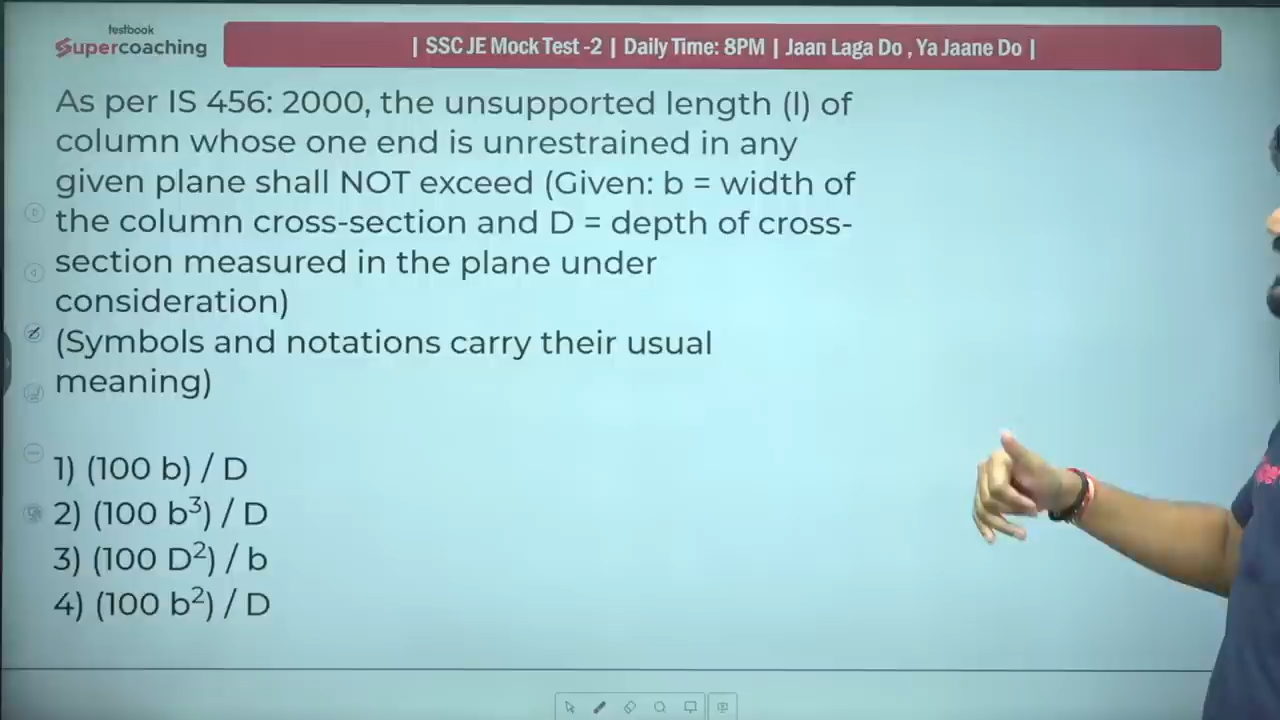 testbook
Supercoaching
| SSC JE Mock Test -2 | Daily Time: 8PM | Jaan Laga Do , Ya Jaane Do |
As per IS 456: 2000, the unsupported length (l) of
column whose one end is unrestrained in any
given plane shall NOT exceed (Given: b = width of
the column cross-section and D = depth of cross-
section measured in the plane under
consideration)
(Symbols and notations carry their usual
meaning)
1) (100 b) / D
2) (100 b³) / D
3) (100 D²) / b
4) (100 b²) / D